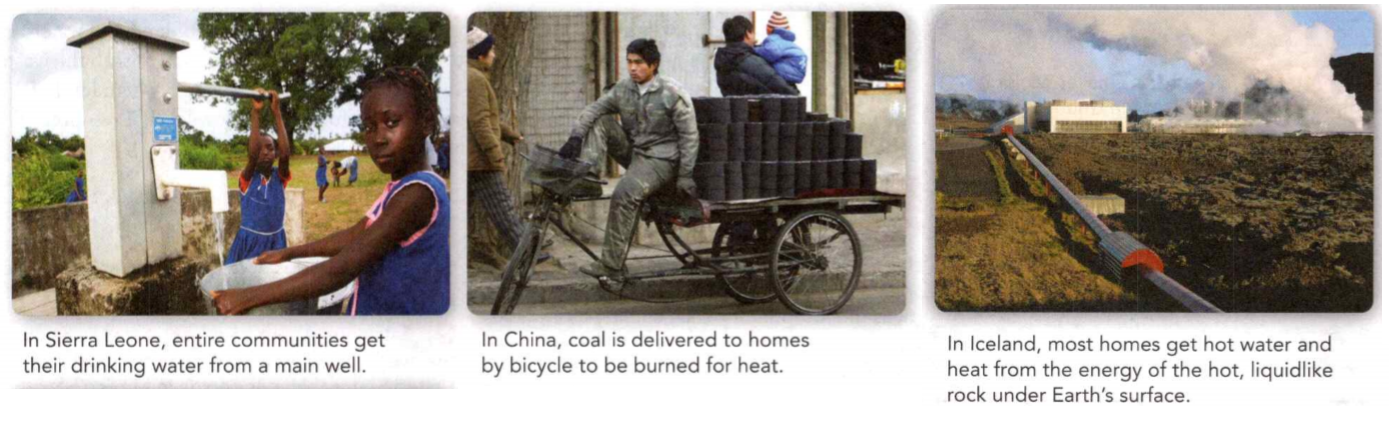 In Sierra Leone, entire communities get
their drinking water from a main well.
In China, coal is delivered to homes
by bicycle to be burned for heat.
In Iceland, most homes get hot water and
heat from the energy of the hot, liquidlike
rock under Earth's surface.